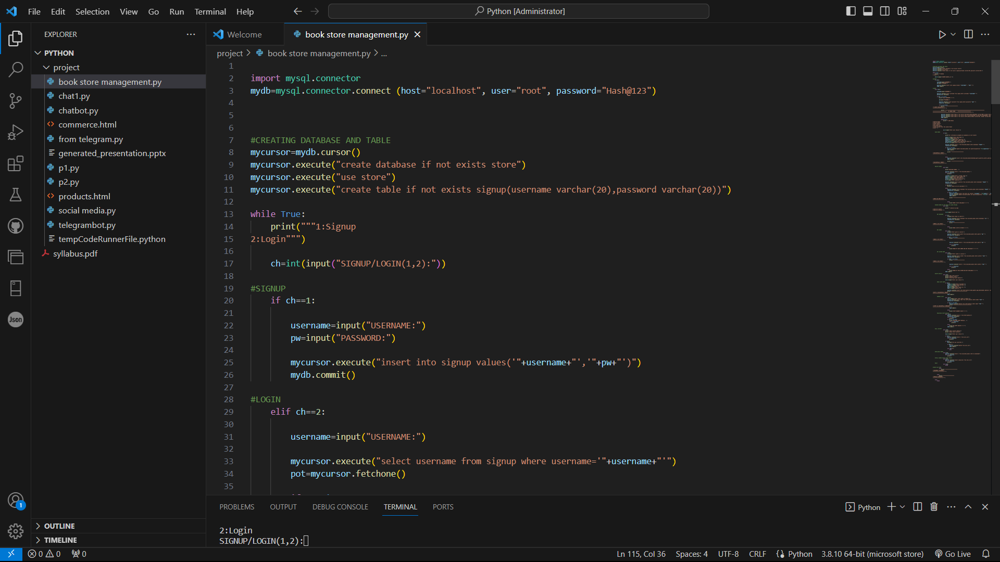 File Edit Selection View Go Run Terminal Help
Python [Administrator]
EXPLORER
PYTHON
project
book store management.py
chat1.py
chatbot.py
commerce.html
from telegram.py
generated_presentation.pptx
p1.py
p2.py
products.html
social media.py
telegrambot.py
tempCodeRunnerFile.python
syllabus.pdf
Json
1
OUTLINE
TIMELINE
Welcome book store management.py
project > book store management.py > ...
1
2 import mysql.connector
3 mydb=mysql.connector.connect (host="localhost", user="root", password="Hash@123")
4
5
6
7 #CREATING DATABASE AND TABLE
8 mycursor=mydb.cursor()
9 mycursor.execute("create database if not exists store")
10 mycursor.execute("use store")
11 mycursor.execute("create table if not exists signup(username varchar(20),password varchar(20))")
12
13 while True:
14 print("""1:Signup
15 2:Login""")
16
17 ch=int(input("SIGNUP/LOGIN(1,2):"))
18
19 #SIGNUP
20 if ch==1:
21
22 username=input("USERNAME:")
23 pw=input("PASSWORD:")
24
25 mycursor.execute("insert into signup values('"+username+"','"+pw+"')")
26 mydb.commit()
27
28 #LOGIN
29 elif ch==2:
30
31 username=input("USERNAME:")
32
33 mycursor.execute("select username from signup where username='"+username+"'")
34 pot=mycursor.fetchone()
35
PROBLEMS OUTPUT DEBUG CONSOLE TERMINAL PORTS
Python
2:Login
SIGNUP/LOGIN(1,2):
0 0 0 Ln 115, Col 36 Spaces: 4 UTF-8 CRLF Python 3.8.10 64-bit (microsoft store) Go Live